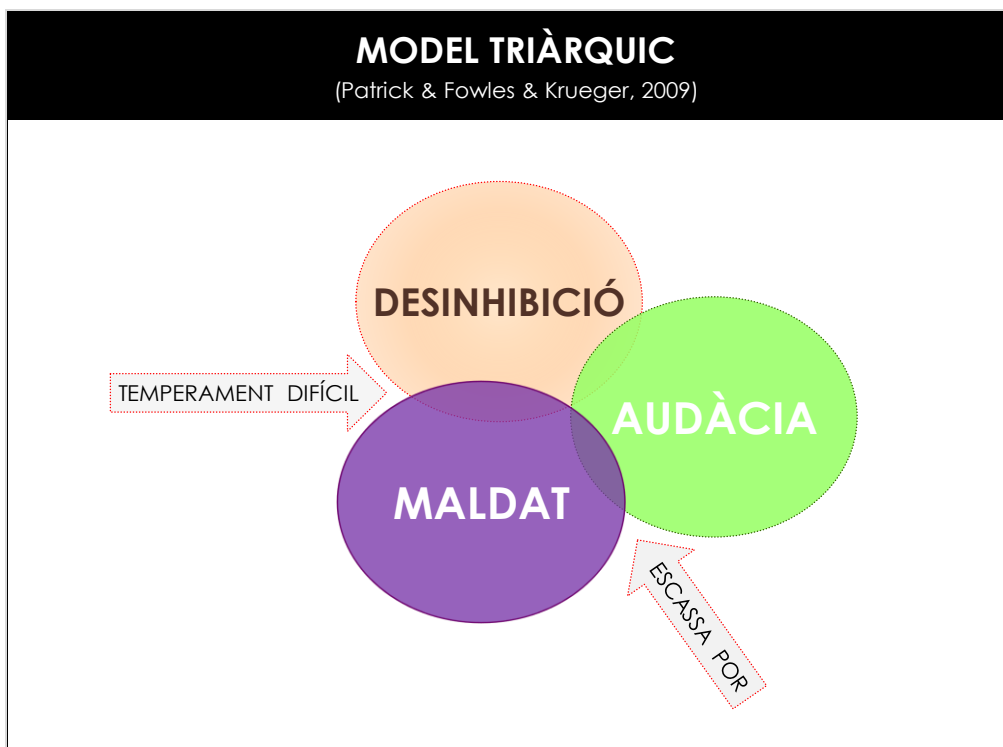 MODEL TRIÀRQUIC
(Patrick & Fowles & Krueger, 2009)
DESINHIBICIÓ
TEMPERAMENT DIFÍCIL
AUDÀCIA
MALDAT
ESCASSA POR